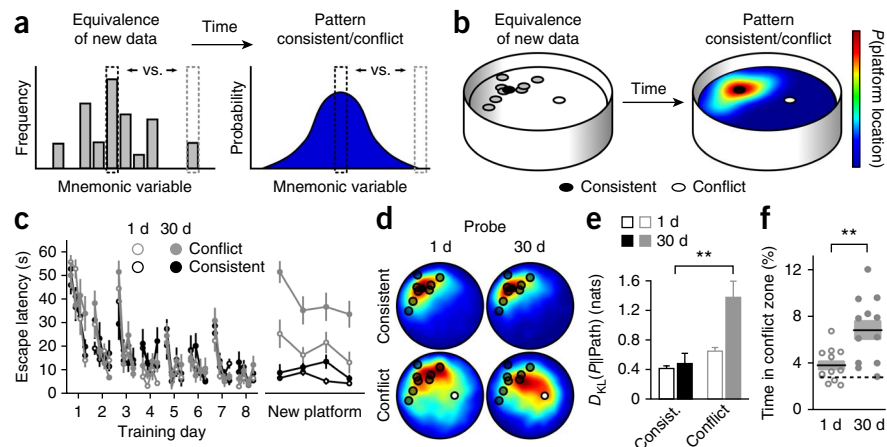 a
Equivalence
of new data
Time
Pattern
consistent/conflict
vs.
vs.
Frequency
Probability
Mnemonic variable
Mnemonic variable
b
Equivalence
of new data
Time
Pattern
consistent/conflict
P(platform location)
Consistent
Conflict
c
1 d 30 d
Conflict
Consistent
Escape latency (s)
60
50
40
30
20
10
0
1 2 3 4 5 6 7 8
Training day
New platform
d
Probe
1 d 30 d
Consistent
Conflict
e
1 d
30 d
**
DKL(P||Path) (nats)
1.6
1.2
0.8
0.4
0
Consist.
Conflict
f
**
Time in conflict zone (%)
12
8
4
0
1 d 30 d